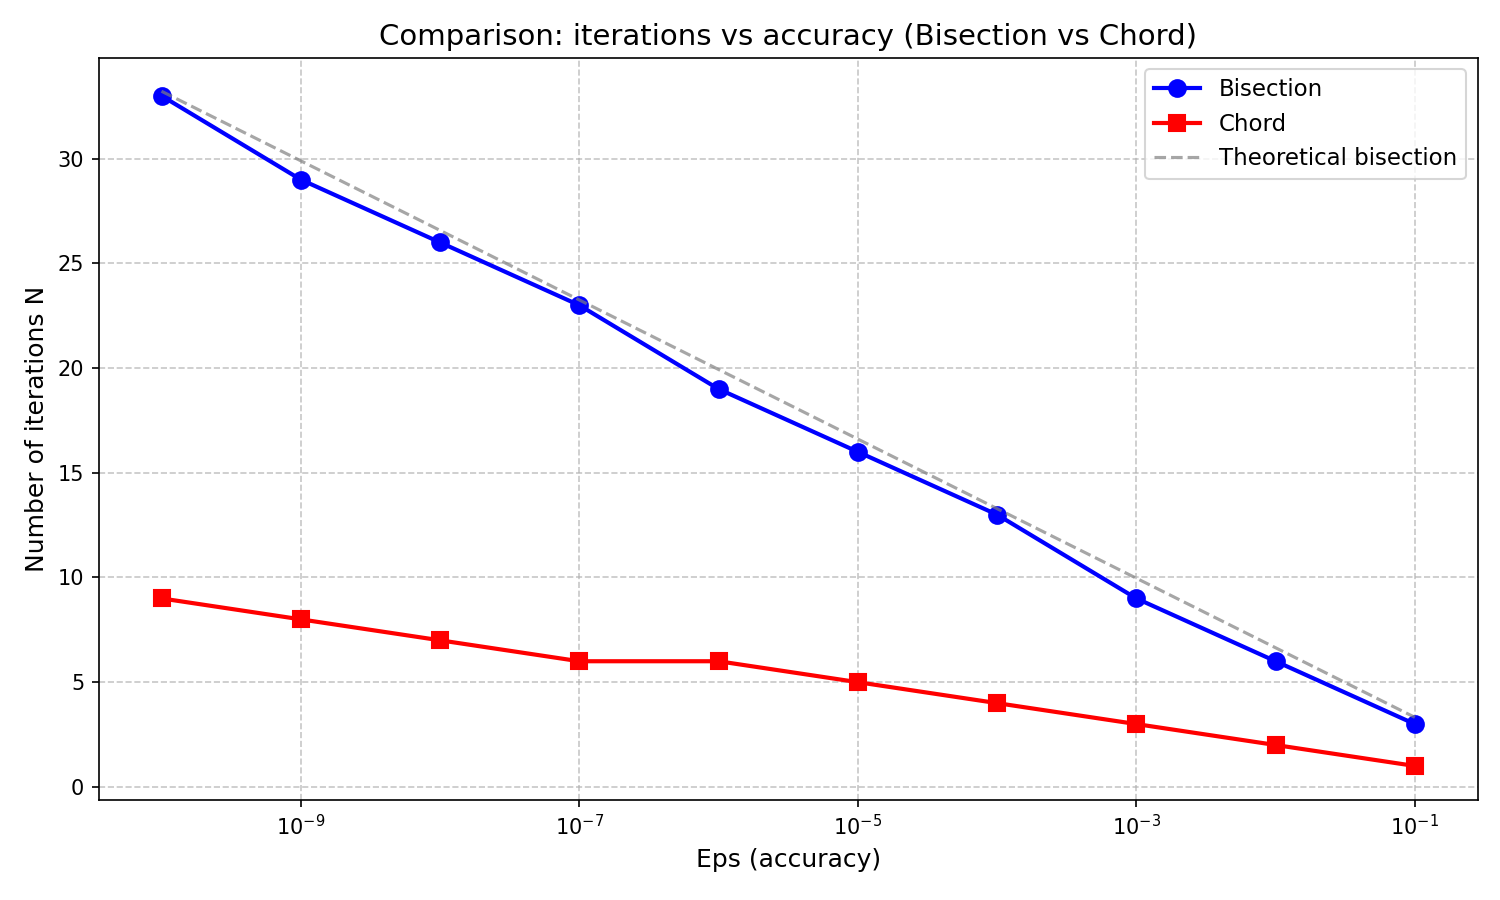 Comparison: iterations vs accuracy (Bisection vs Chord)
Bisection
Chord
Theoretical bisection
Number of iterations N
30
25
20
15
10
5
0
10⁻⁹
10⁻⁷
10⁻⁵
10⁻³
10⁻¹
Eps (accuracy)